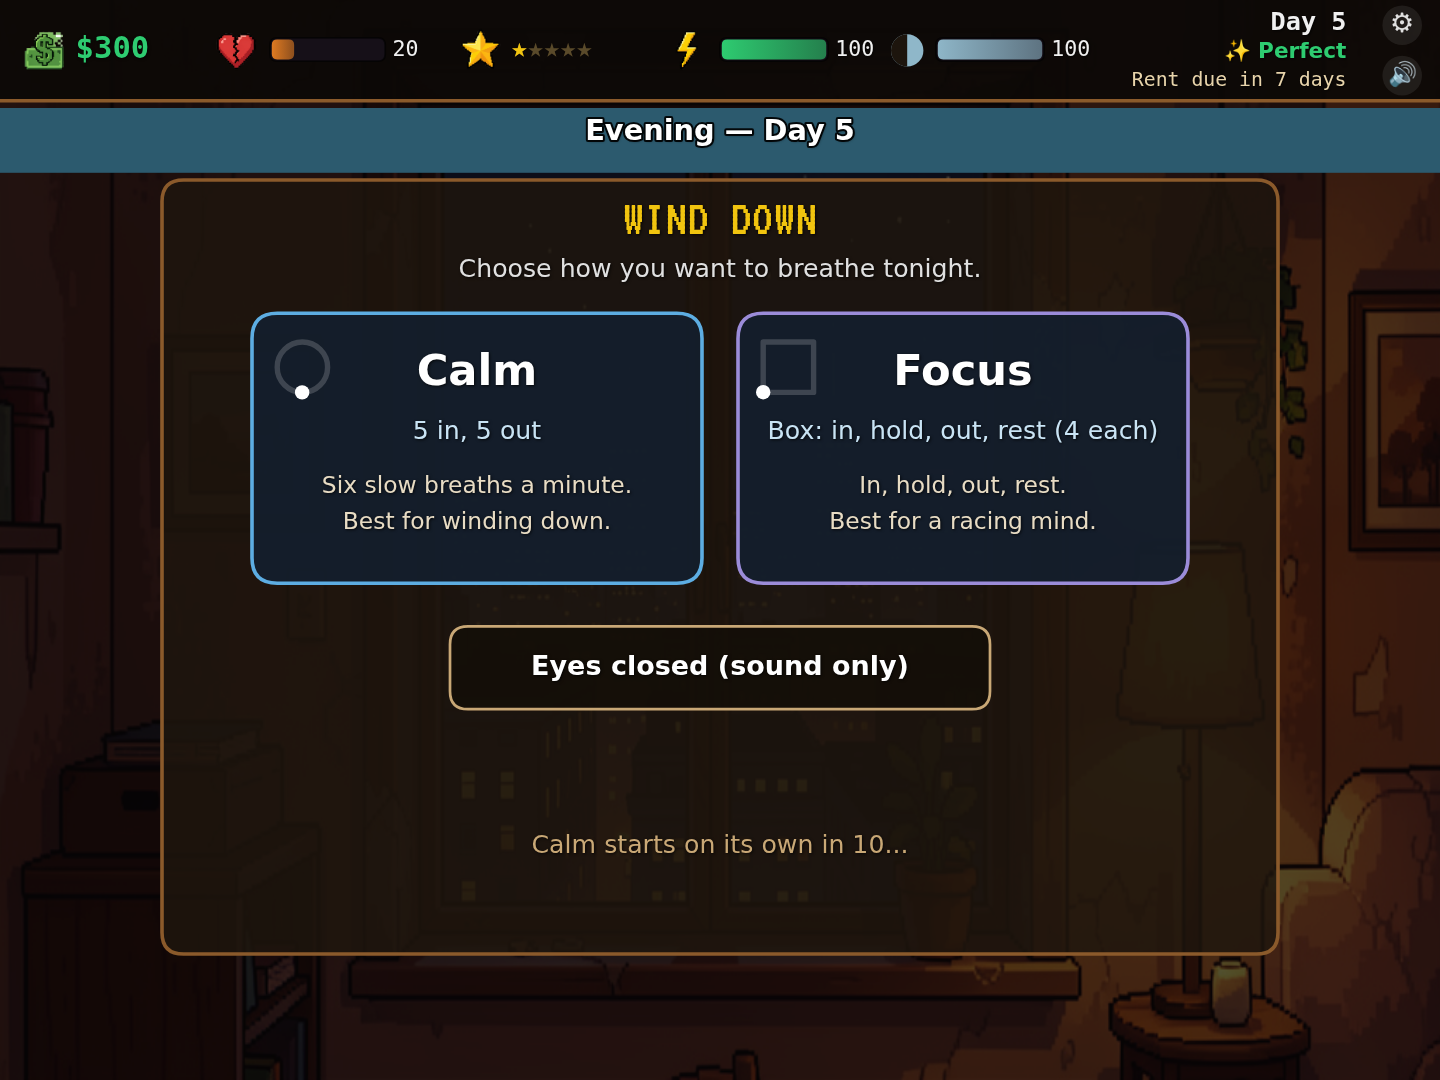 $300
20
100
100
Day 5
✨ Perfect
Rent due in 7 days
Evening — Day 5
WIND DOWN
Choose how you want to breathe tonight.
Calm
5 in, 5 out
Six slow breaths a minute.
Best for winding down.
Focus
Box: in, hold, out, rest (4 each)
In, hold, out, rest.
Best for a racing mind.
Eyes closed (sound only)
Calm starts on its own in 10...